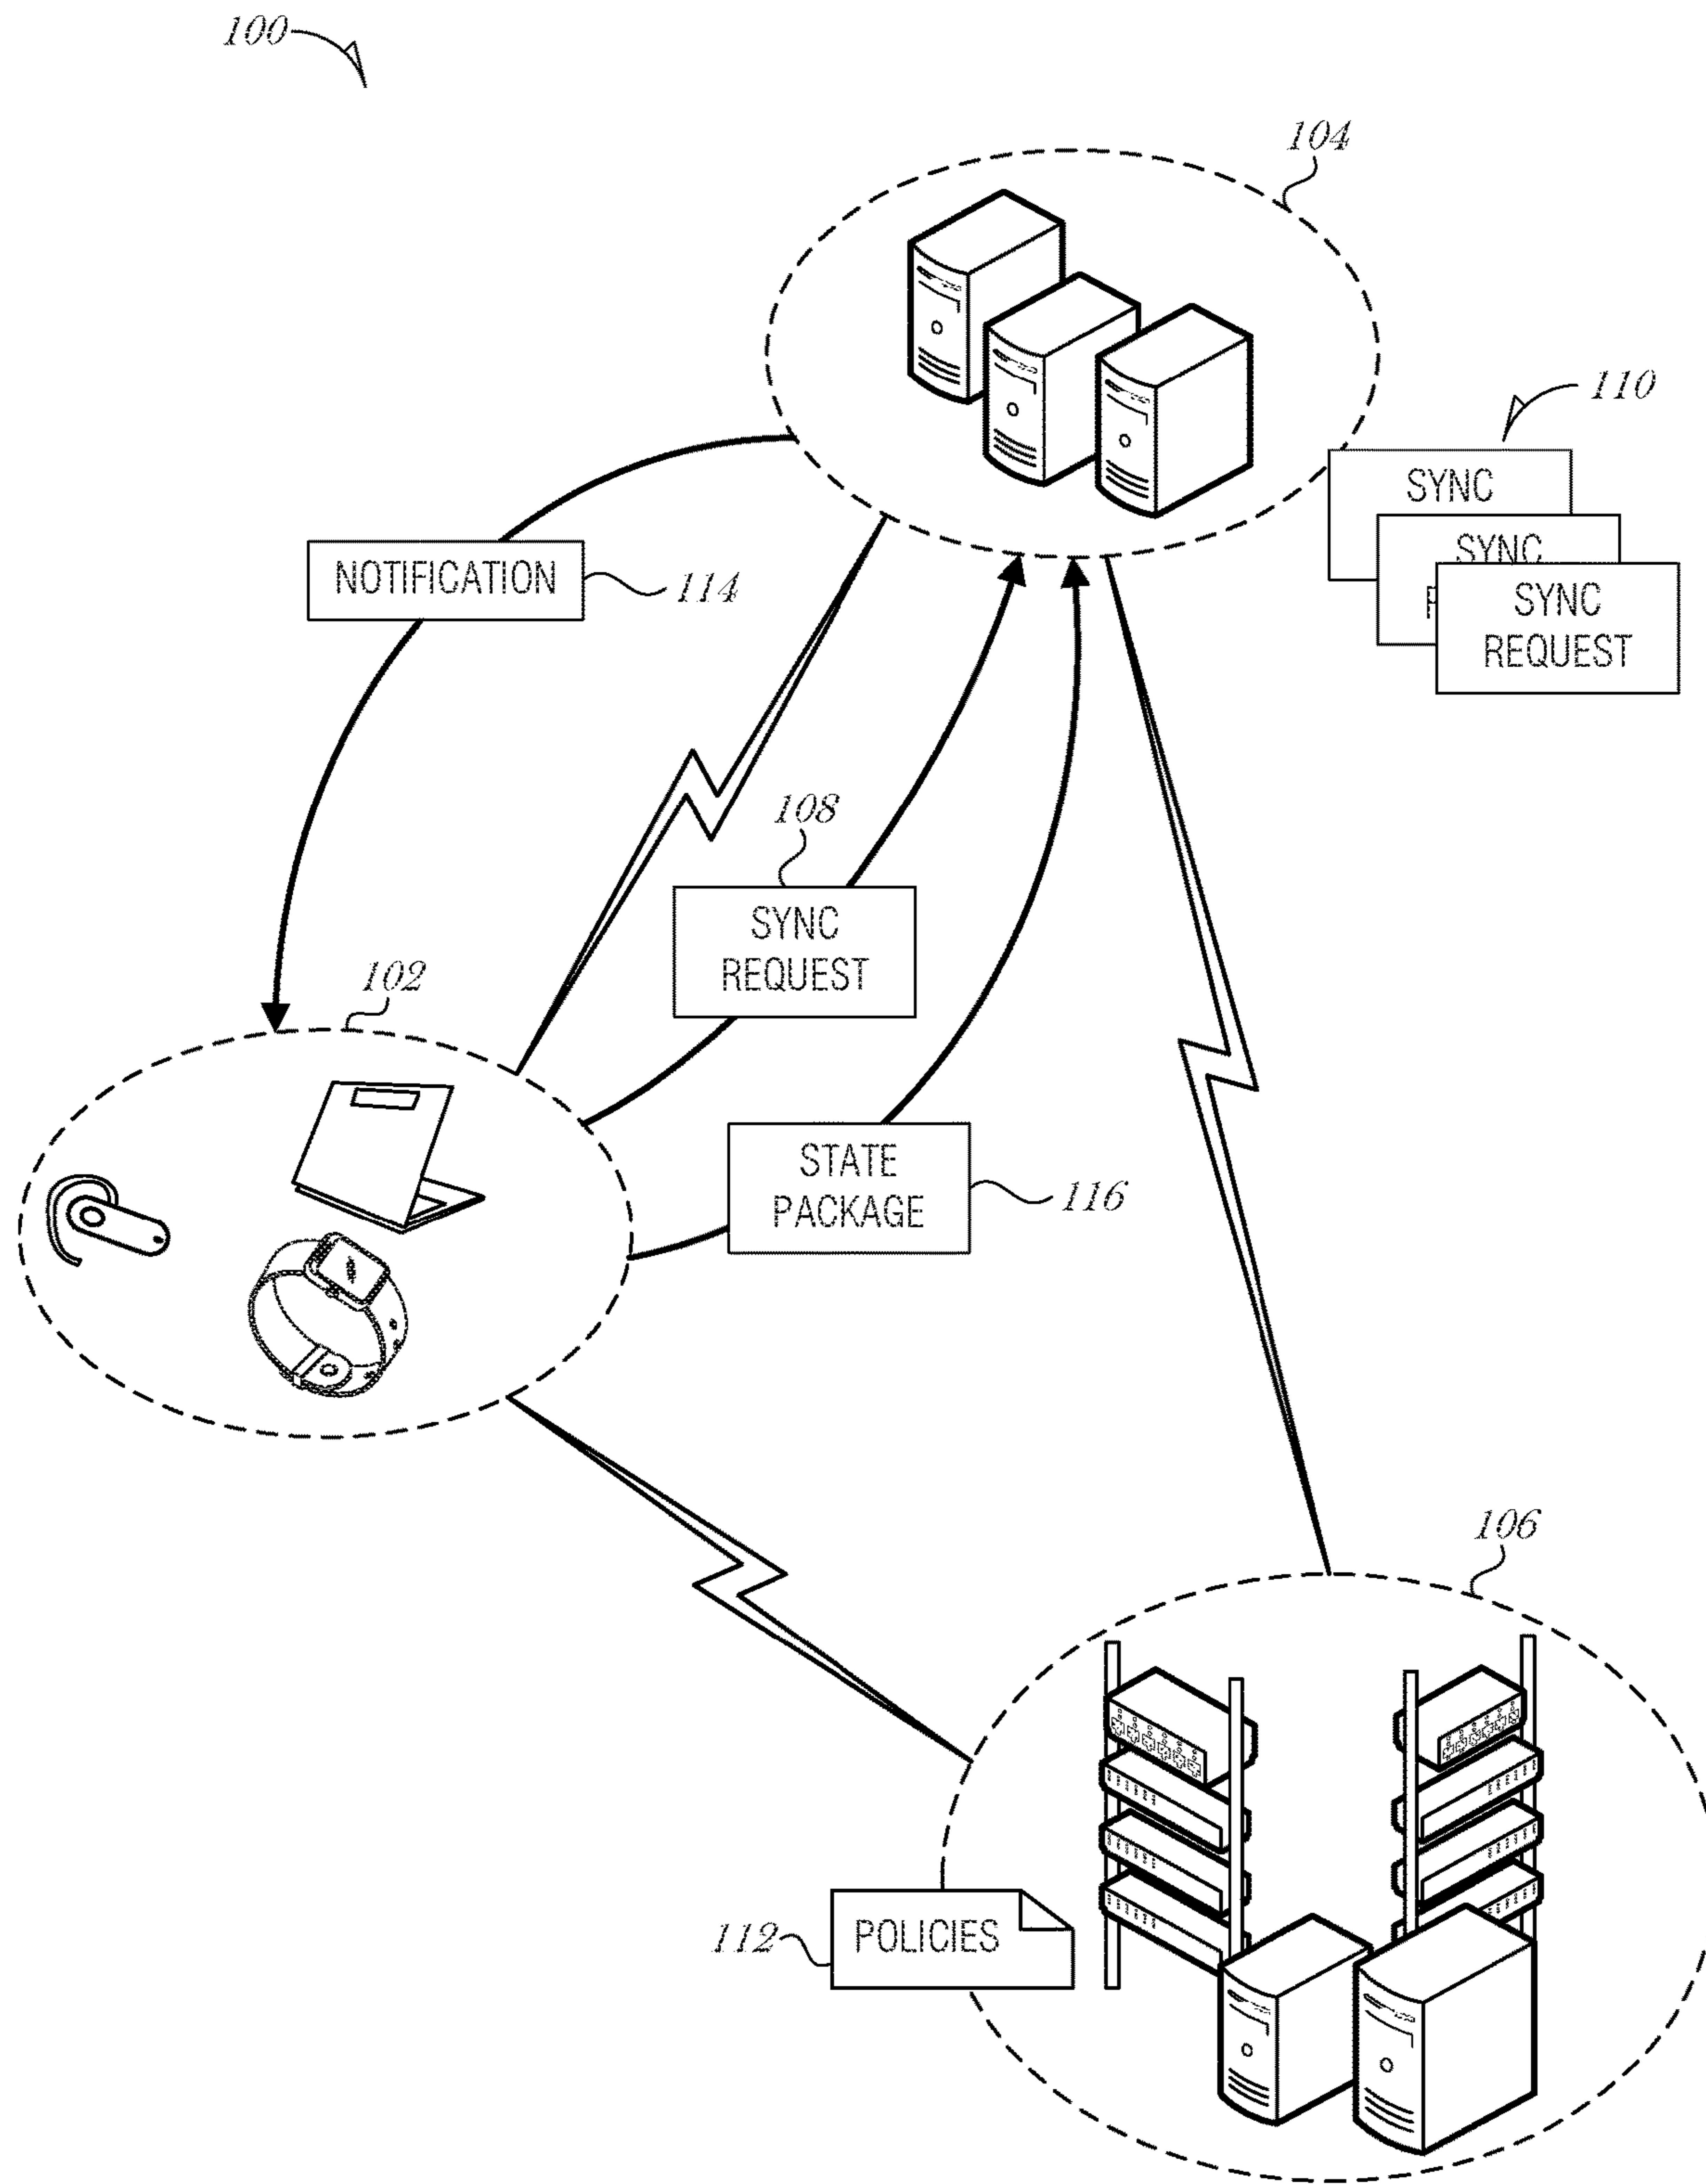 100
104
110
SYNC
SYNC
SYNC
REQUEST
NOTIFICATION
114
108
SYNC
REQUEST
102
STATE
PACKAGE
116
106
112
POLICIES